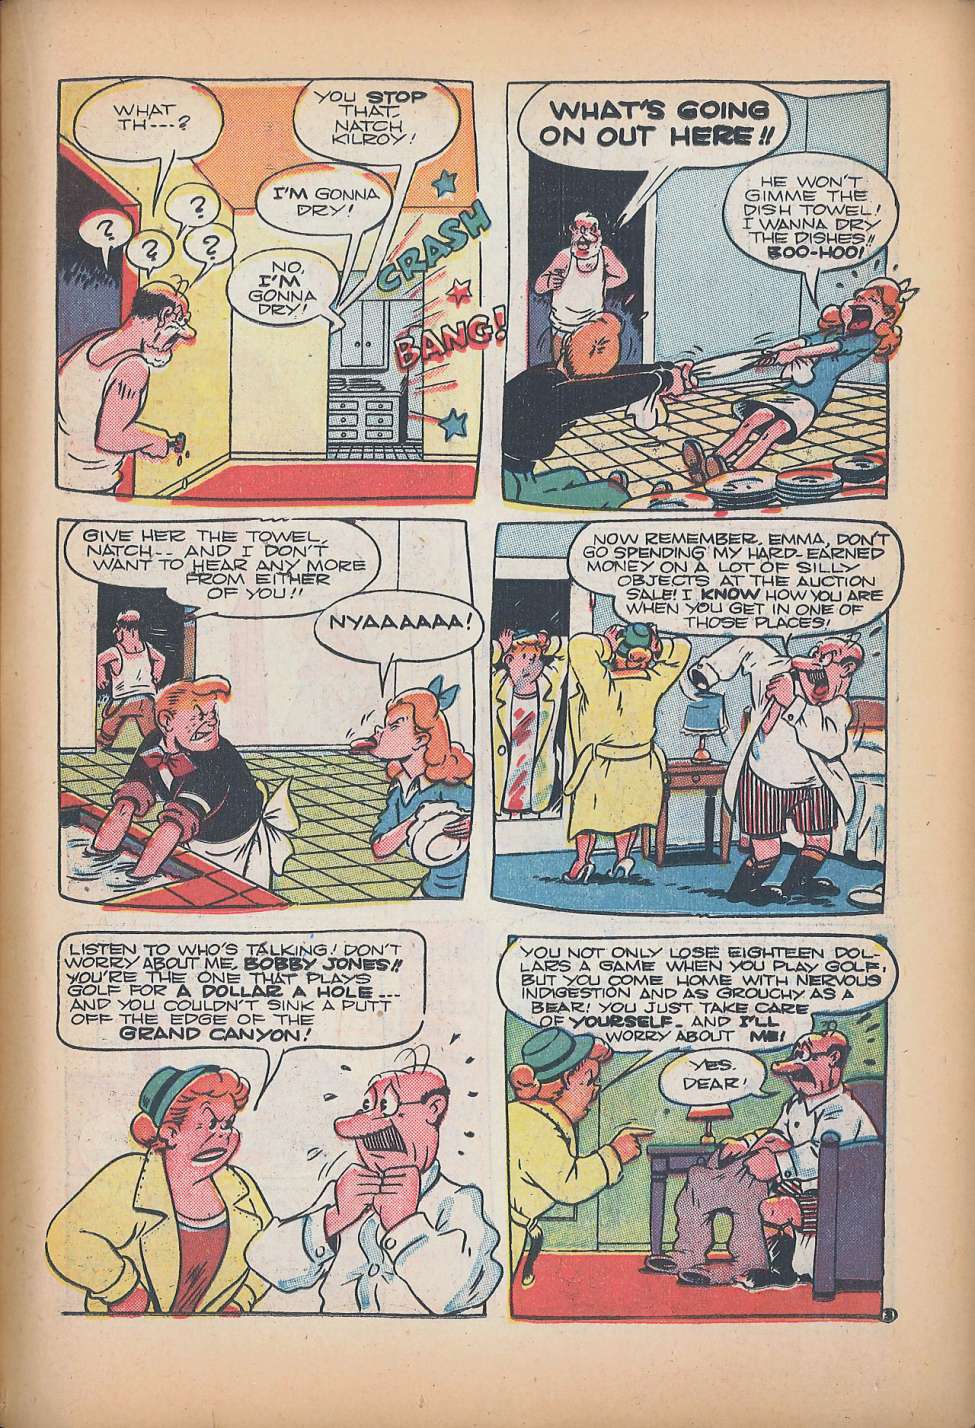 WHAT
TH---?
?
?
?
?
YOU STOP
THAT,
NATCH
KILROY!
I'M GONNA
DRY!
NO,
I'M
GONNA
DRY!
CRASH
BANG!
WHAT'S GOING
ON OUT HERE!!
HE WON'T
GIMME THE
DISH TOWEL!
I WANNA DRY
THE DISHES!!
BOO-HOO!
GIVE HER THE TOWEL,
NATCH-- AND I DON'T
WANT TO HEAR ANY MORE
FROM EITHER
OF YOU!!
NYAAAAAA!
NOW REMEMBER, EMMA, DON'T
GO SPENDING MY HARD-EARNED
MONEY ON A LOT OF SILLY
OBJECTS AT THE AUCTION
SALE! I KNOW HOW YOU ARE
WHEN YOU GET IN ONE OF
THOSE PLACES!
LISTEN TO WHO'S TALKING! DON'T
WORRY ABOUT ME, BOBBY JONES!!
YOU'RE THE ONE THAT PLAYS
GOLF FOR A DOLLAR A HOLE ---
AND YOU COULDN'T SINK A PUTT
OFF THE EDGE OF THE
GRAND CANYON!
YOU NOT ONLY LOSE EIGHTEEN DOL-
LARS A GAME WHEN YOU PLAY GOLF,
BUT YOU COME HOME WITH NERVOUS
INDIGESTION AND AS GROUCHY AS A
BEAR! YOU JUST TAKE CARE
OF YOURSELF- AND I'LL
WORRY ABOUT ME!
YES,
DEAR!
3